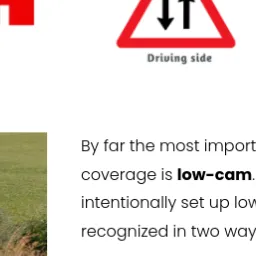 Driving side
By far the most import
coverage is low-cam.
intentionally set up low
recognized in two way